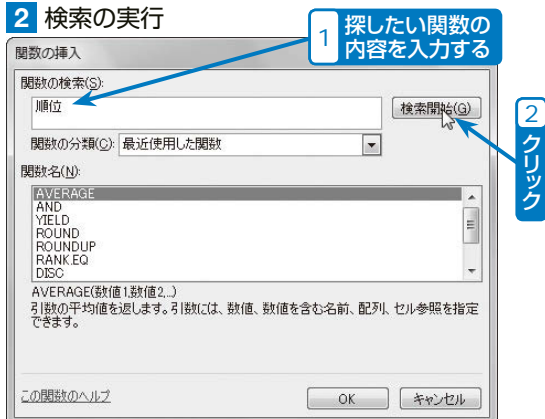 2 検索の実行
1 探したい関数の
内容を入力する
関数の挿入
関数の検索(S):
順位
検索開始(G)
2 クリック
関数の分類(C): 最近使用した関数
関数名(N):
AVERAGE
AND
YIELD
ROUND
ROUNDUP
RANK.EQ
DISC
AVERAGE(数値1,数値2,...)
引数の平均値を返します。引数には、数値、数値を含む名前、配列、セル参照を指定
できます。
この関数のヘルプ
OK
キャンセル